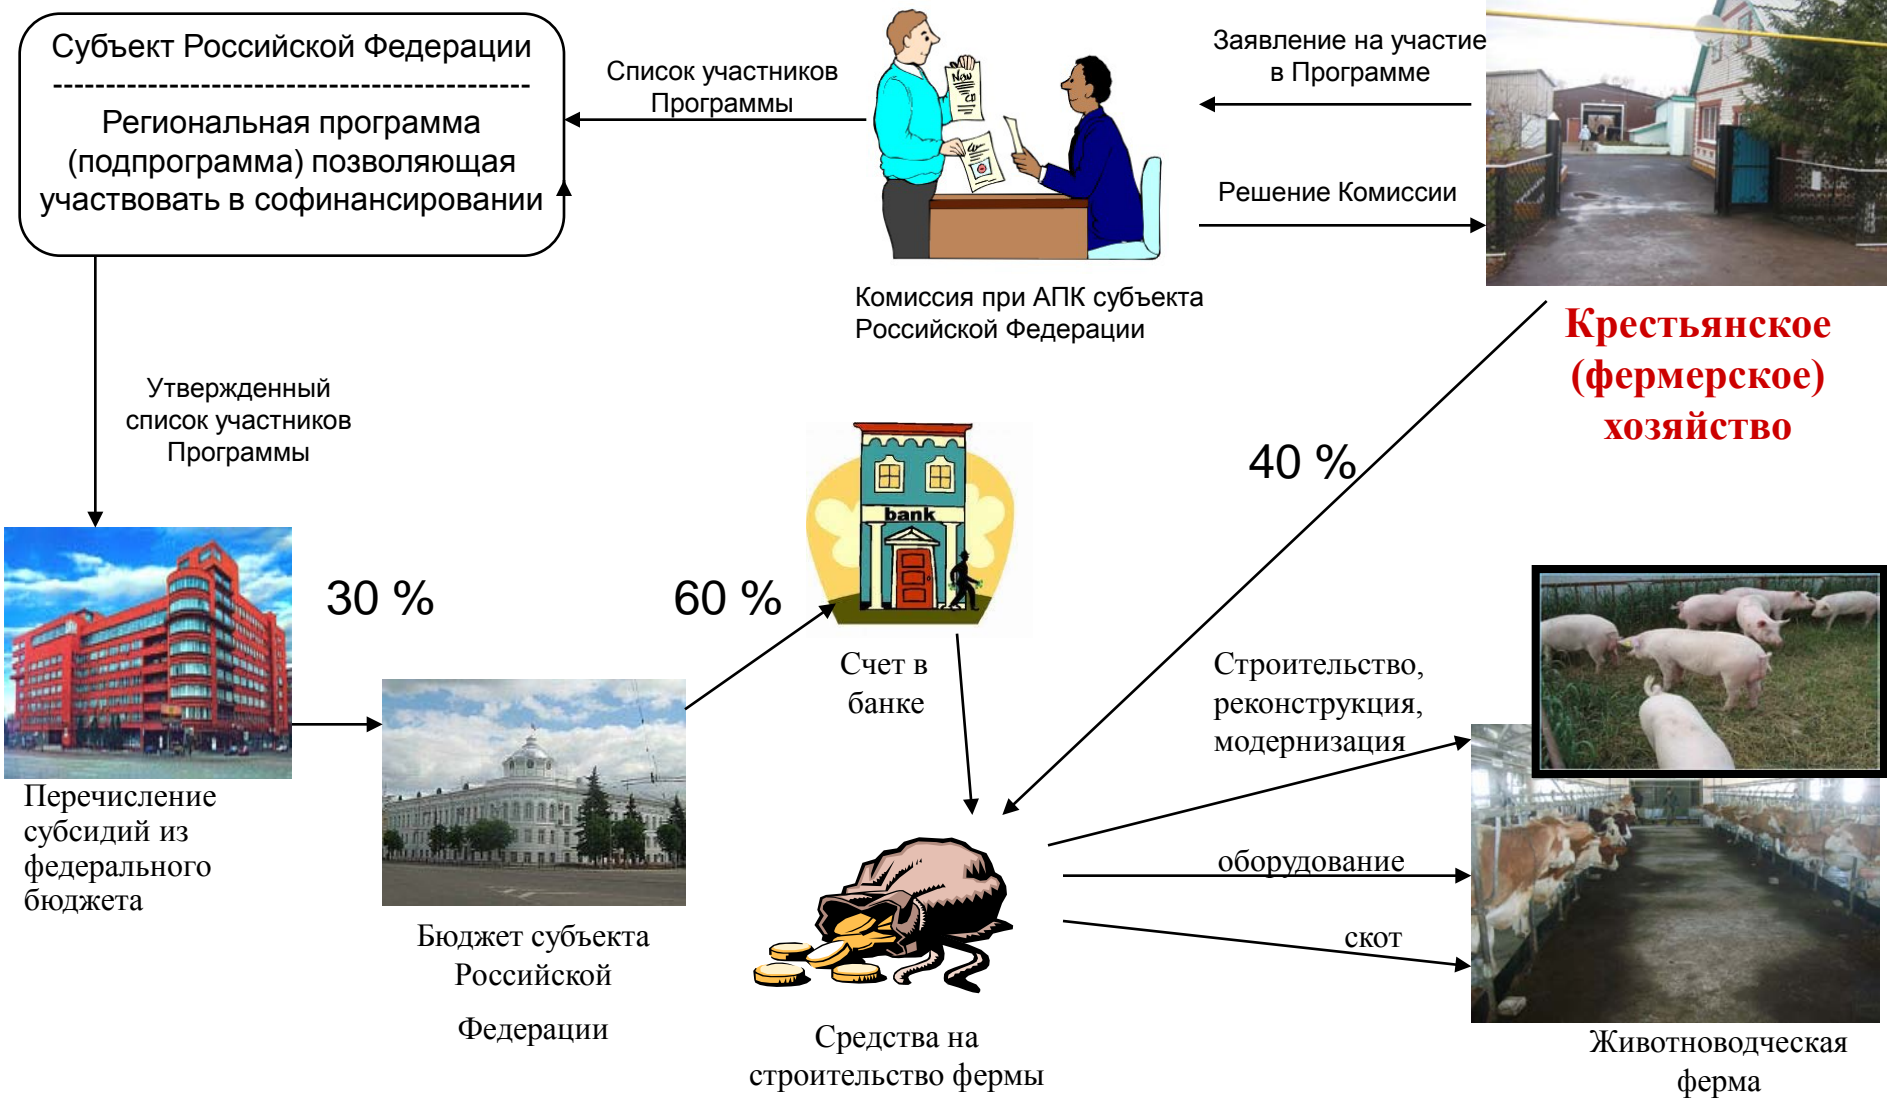 Субъект Российской Федерации
----------------------------------------------
Региональная программа
(подпрограмма) позволяющая
участвовать в софинансировании
Список участников
Программы
New
Заявление на участие
в Программе
Решение Комиссии
Комиссия при АПК субъекта
Российской Федерации
Крестьянское
(фермерское)
хозяйство
Утвержденный
список участников
Программы
40 %
30 %
60 %
bank
Счет в
банке
Строительство,
реконструкция,
модернизация
Перечисление
субсидий из
федерального
бюджета
оборудование
скот
Бюджет субъекта
Российской
Федерации
Средства на
строительство фермы
Животноводческая
ферма